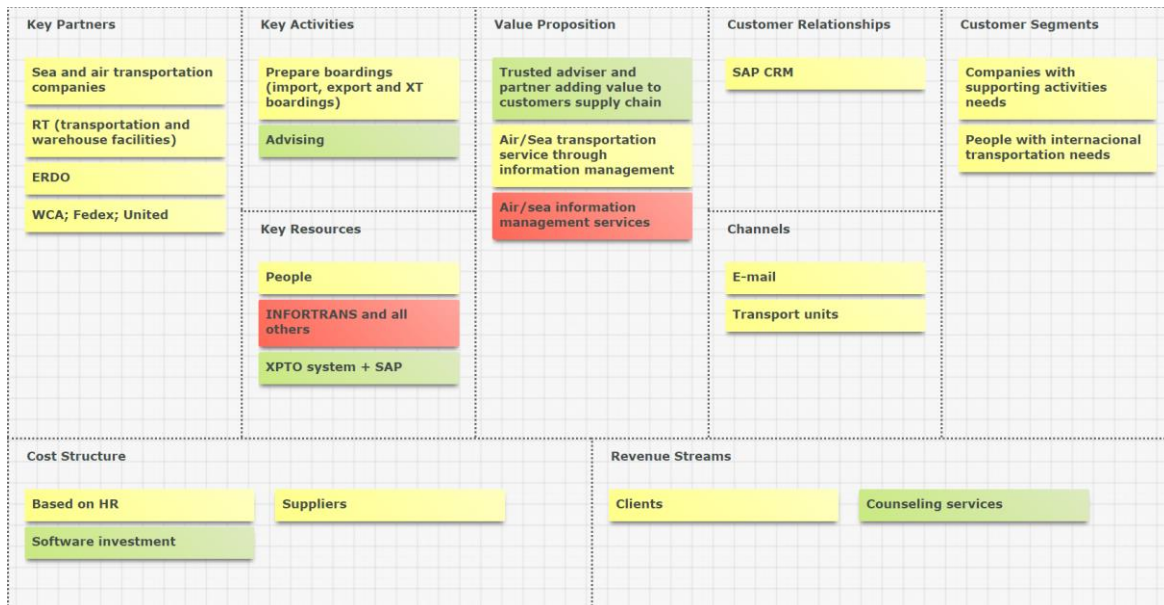 Key Partners
Sea and air transportation
companies
RT (transportation and
warehouse facilities)
ERDO
WCA; Fedex; United
Key Activities
Prepare boardings
(import, export and XT
boardings)
Advising
Key Resources
People
INFORTRANS and all
others
XPTO system + SAP
Value Proposition
Trusted adviser and
partner adding value to
customers supply chain
Air/Sea transportation
service through
information management
Air/sea information
management services
Customer Relationships
SAP CRM
Channels
E-mail
Transport units
Customer Segments
Companies with
supporting activities
needs
People with internacional
transportation needs
Cost Structure
Based on HR
Suppliers
Software investment
Revenue Streams
Clients
Counseling services